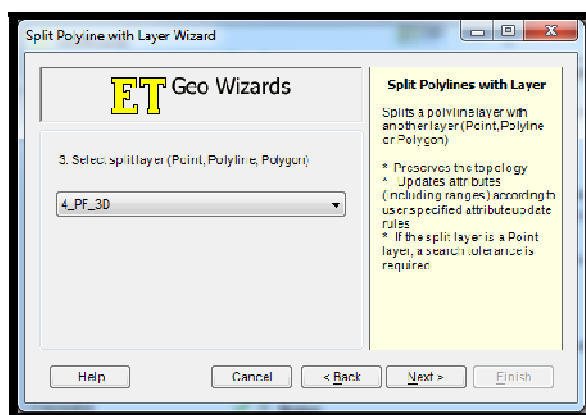 Split Polyline with Layer Wizard
ET Geo Wizards
3. Select split layer (Point, Polyline, Polygon)
4_PF_3D
Split Polylines with Layer
Splits a polyline layer with
another layer (Point,Polyline
or Polygon)
* Preserves the topology
* Updates attributes
(including ranges) according to
user specified attribute update
rules
* If the split layer is a Point
layer, a search tolerance is
required
Help
Cancel
< Back
Next >
Finish